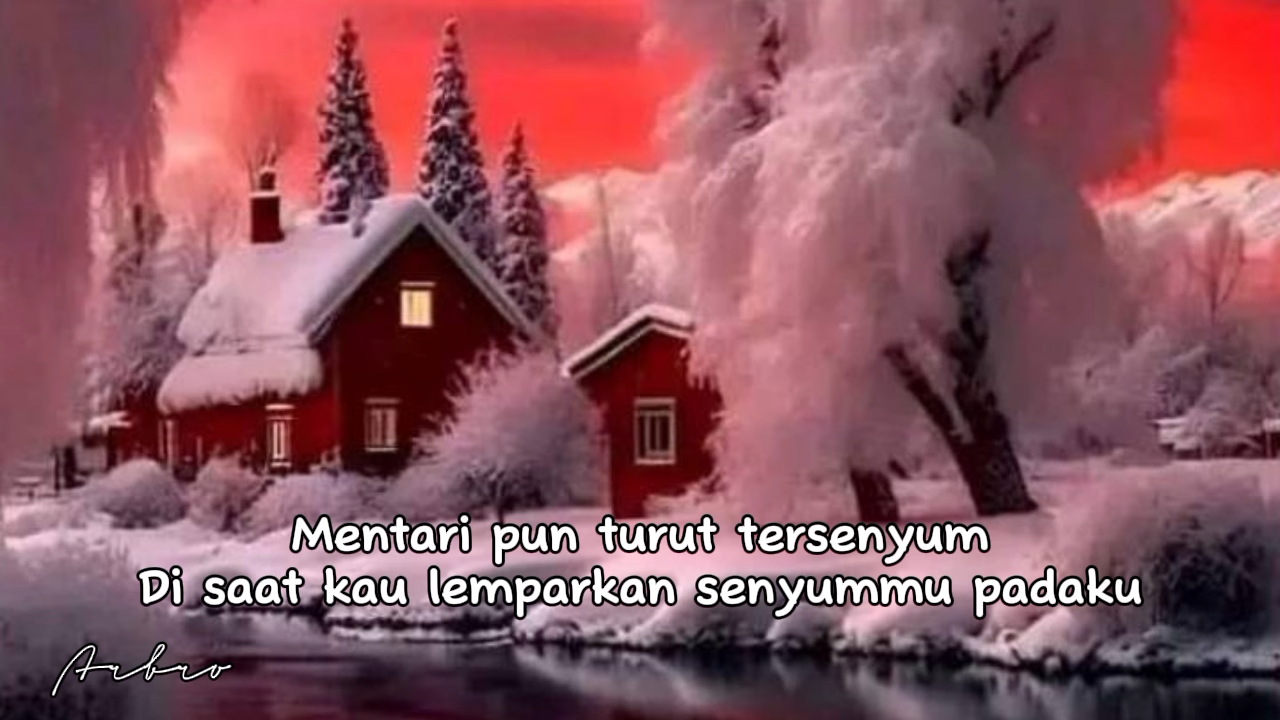 Mentari pun turut tersenyum
Di saat kau lemparkan senyummu padaku
Arbro